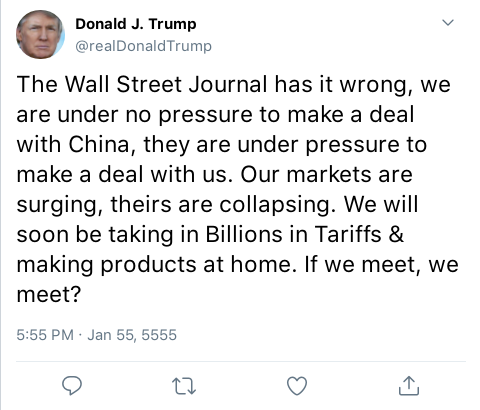 Donald J. Trump
@realDonaldTrump
The Wall Street Journal has it wrong, we
are under no pressure to make a deal
with China, they are under pressure to
make a deal with us. Our markets are
surging, theirs are collapsing. We will
soon be taking in Billions in Tariffs &
making products at home. If we meet, we
meet?
5:55 PM · Jan 55, 5555